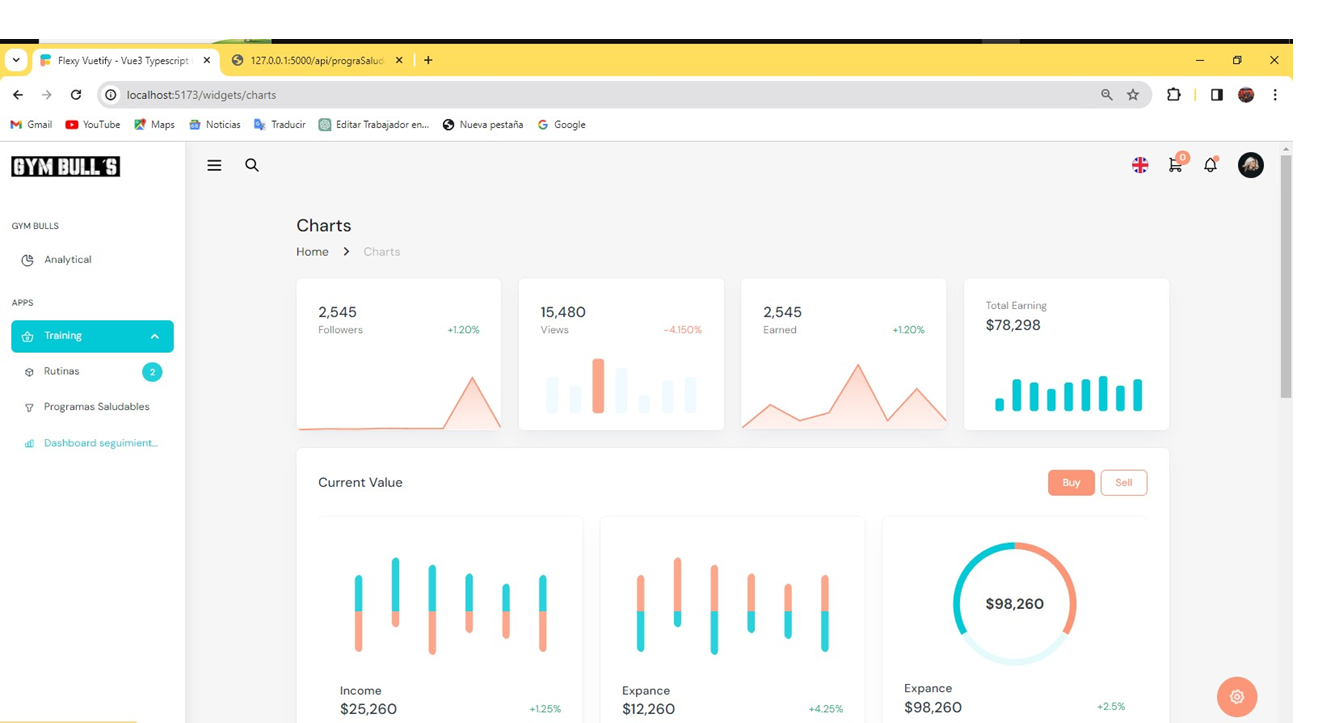 Flexy Vuetify - Vue3 Typescript
127.0.0.1:5000/api/prograSalud
localhost:5173/widgets/charts
Gmail YouTube Maps Noticias Traducir Editar Trabajador en... Nueva pestaña Google
GYM BULL´S
0
Charts
Home > Charts
GYM BULLS
Analytical
APPS
Training
Rutinas 2
Programas Saludables
Dashboard seguimient...
2,545
Followers +1.20%
15,480
Views -4.150%
2,545
Earned +1.20%
Total Earning
$78,298
Current Value
Buy Sell
Income
$25,260 +1.25%
Expance
$12,260 +4.25%
$98,260
Expance
$98,260 +2.5%